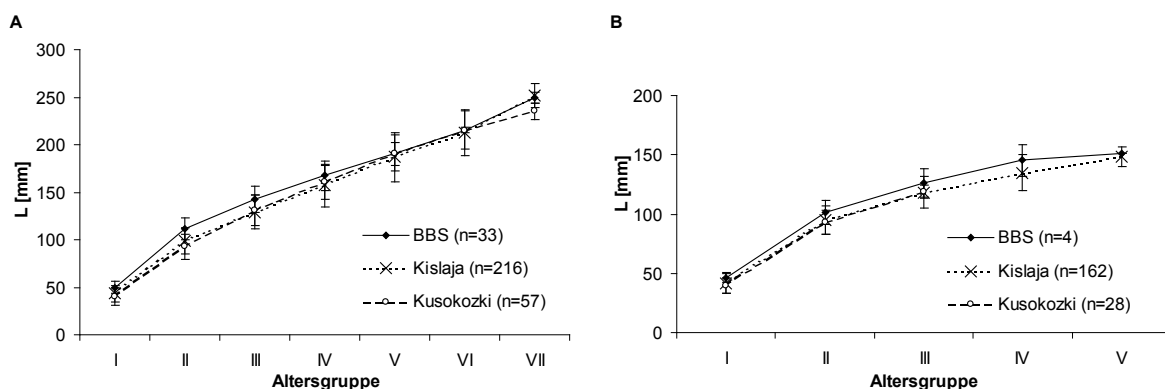 A
L [mm]
300
250
200
150
100
50
0
BBS (n=33)
Kislaja (n=216)
Kusokozki (n=57)
I II III IV V VI VII
Altersgruppe
B
L [mm]
200
150
100
50
0
BBS (n=4)
Kislaja (n=162)
Kusokozki (n=28)
I II III IV V
Altersgruppe